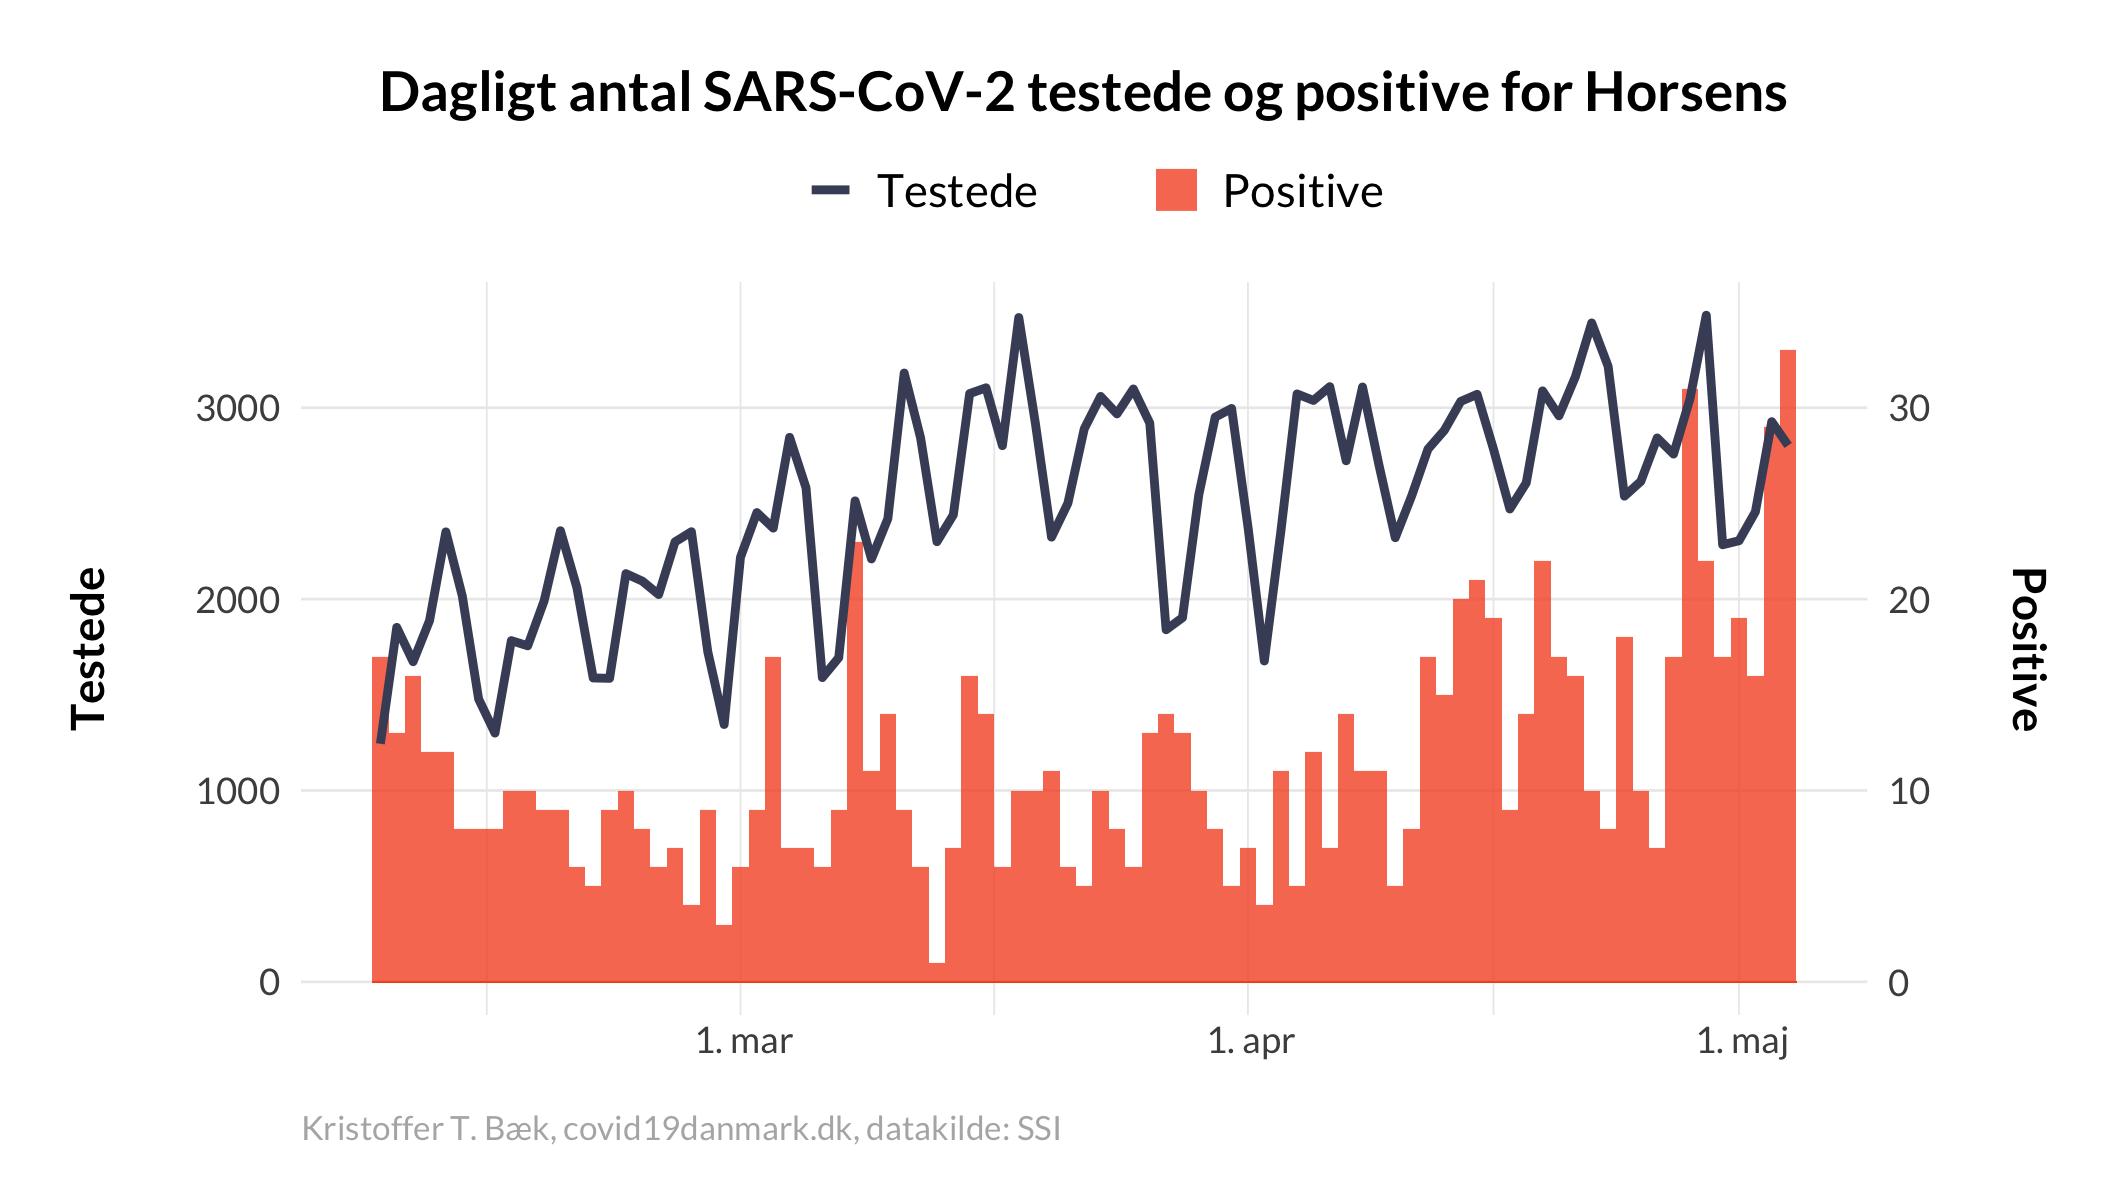 Dagligt antal SARS-CoV-2 testede og positive for Horsens
Testede
Positive
Testede
3000
2000
1000
0
30
20
10
0
Positive
1. mar
1. apr
1. maj
Kristoffer T. Bæk, covid19danmark.dk, datakilde: SSI